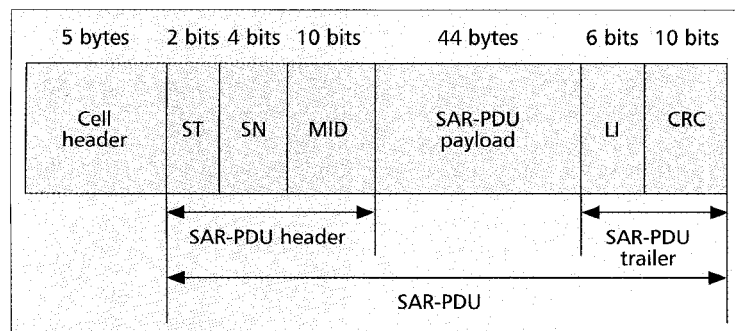 5 bytes 2 bits 4 bits 10 bits 44 bytes 6 bits 10 bits
Cell
header
ST
SN
MID
SAR-PDU
payload
LI
CRC
SAR-PDU header
SAR-PDU
trailer
SAR-PDU